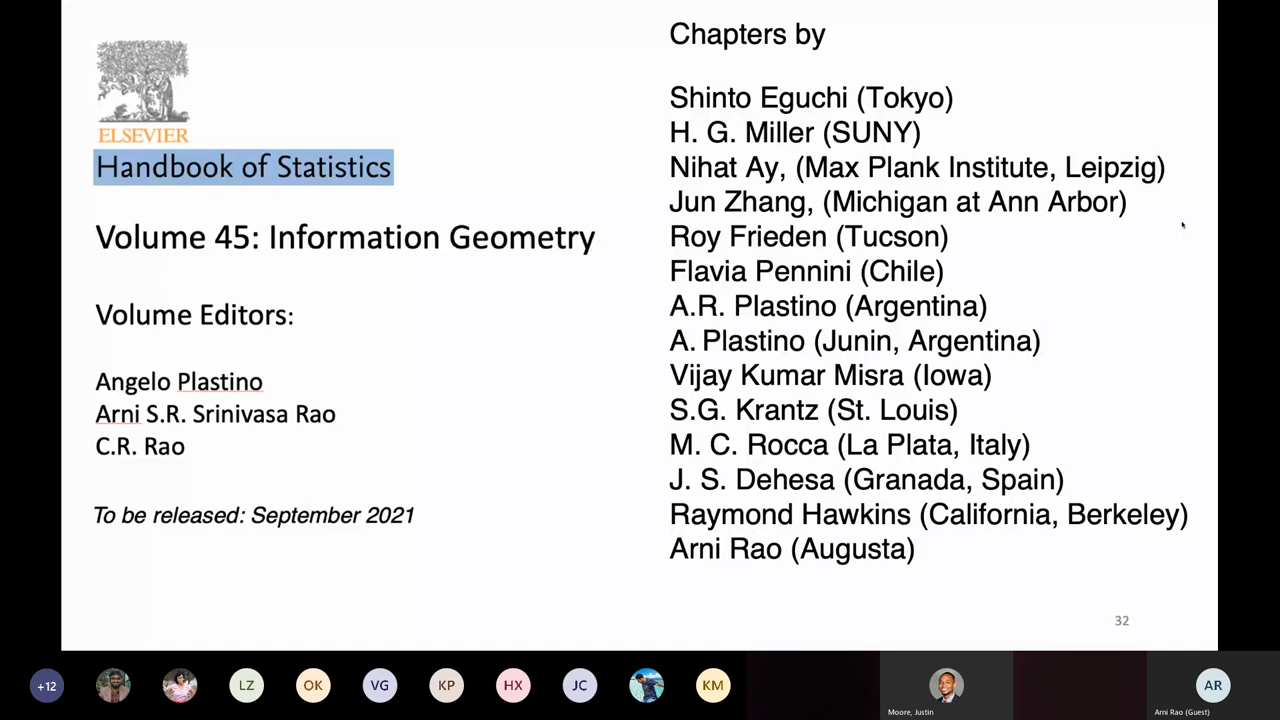 ELSEVIER
Handbook of Statistics
Volume 45: Information Geometry
Volume Editors:
Angelo Plastino
Arni S.R. Srinivasa Rao
C.R. Rao
To be released: September 2021
Chapters by
Shinto Eguchi (Tokyo)
H. G. Miller (SUNY)
Nihat Ay, (Max Plank Institute, Leipzig)
Jun Zhang, (Michigan at Ann Arbor)
Roy Frieden (Tucson)
Flavia Pennini (Chile)
A.R. Plastino (Argentina)
A. Plastino (Junin, Argentina)
Vijay Kumar Misra (Iowa)
S.G. Krantz (St. Louis)
M. C. Rocca (La Plata, Italy)
J. S. Dehesa (Granada, Spain)
Raymond Hawkins (California, Berkeley)
Arni Rao (Augusta)
32
+12 LZ OK VG KP HX JC KM AR
Moore, Justin
Arni Rao (Guest)